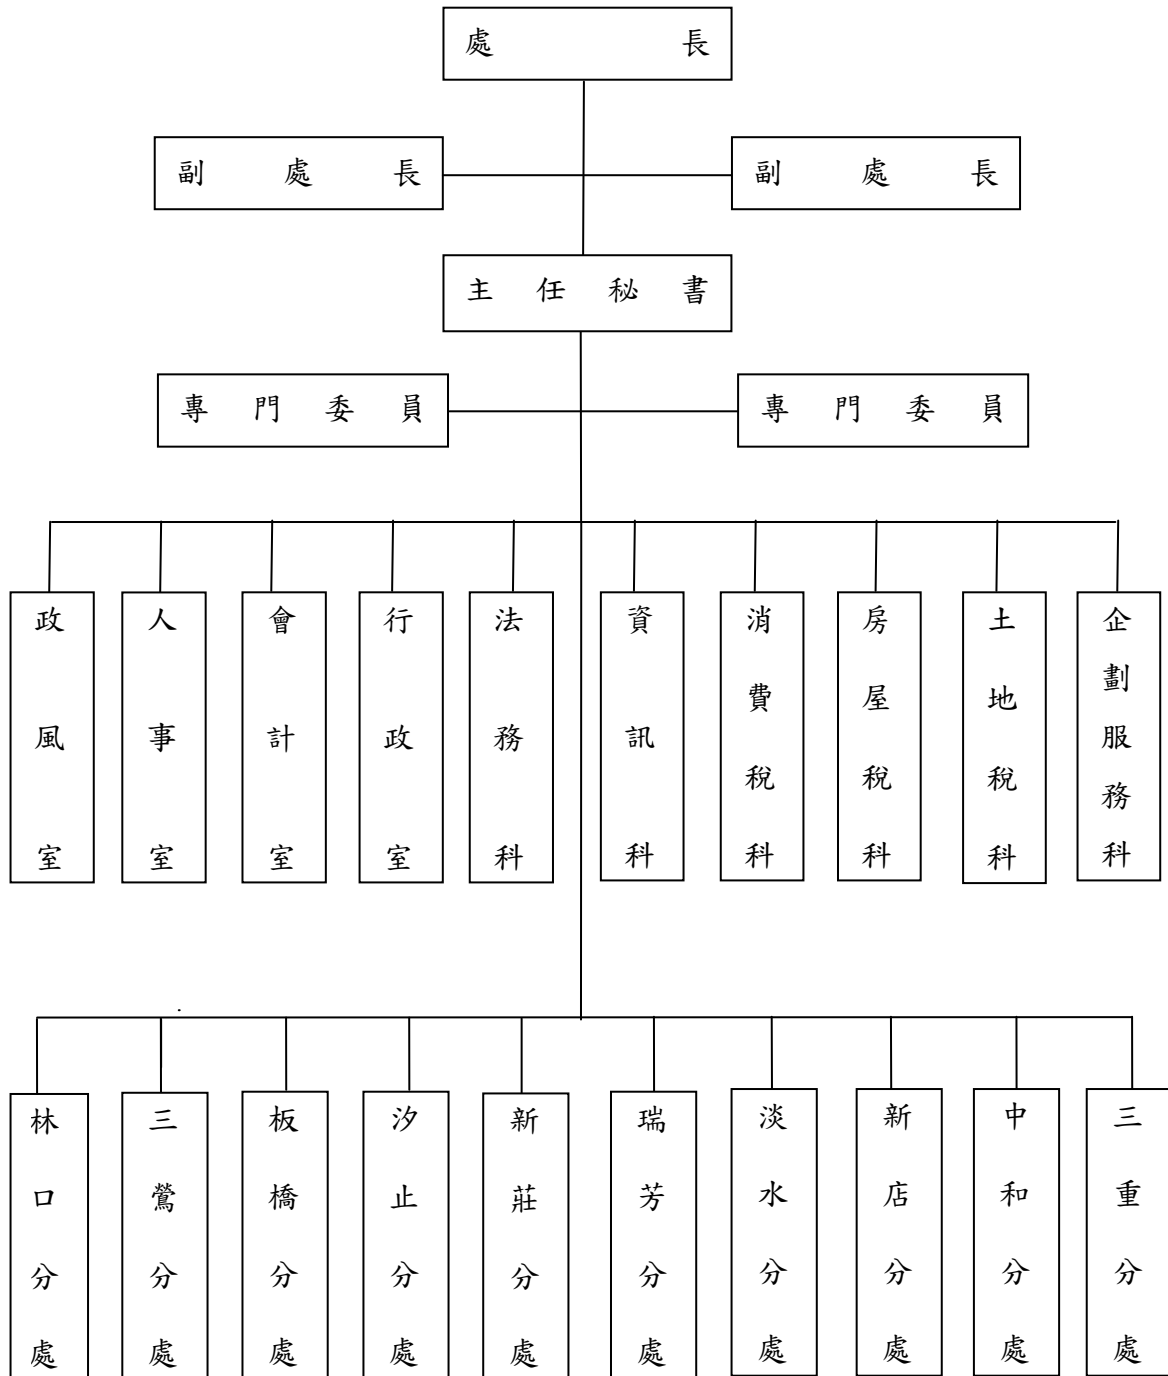 處長
副處長
副處長
主任秘書
專門委員
專門委員
政風室
人事室
會計室
行政室
法務科
資訊科
消費稅科
房屋稅科
土地稅科
企劃服務科
林口分處
三鶯分處
板橋分處
汐止分處
新莊分處
瑞芳分處
淡水分處
新店分處
中和分處
三重分處